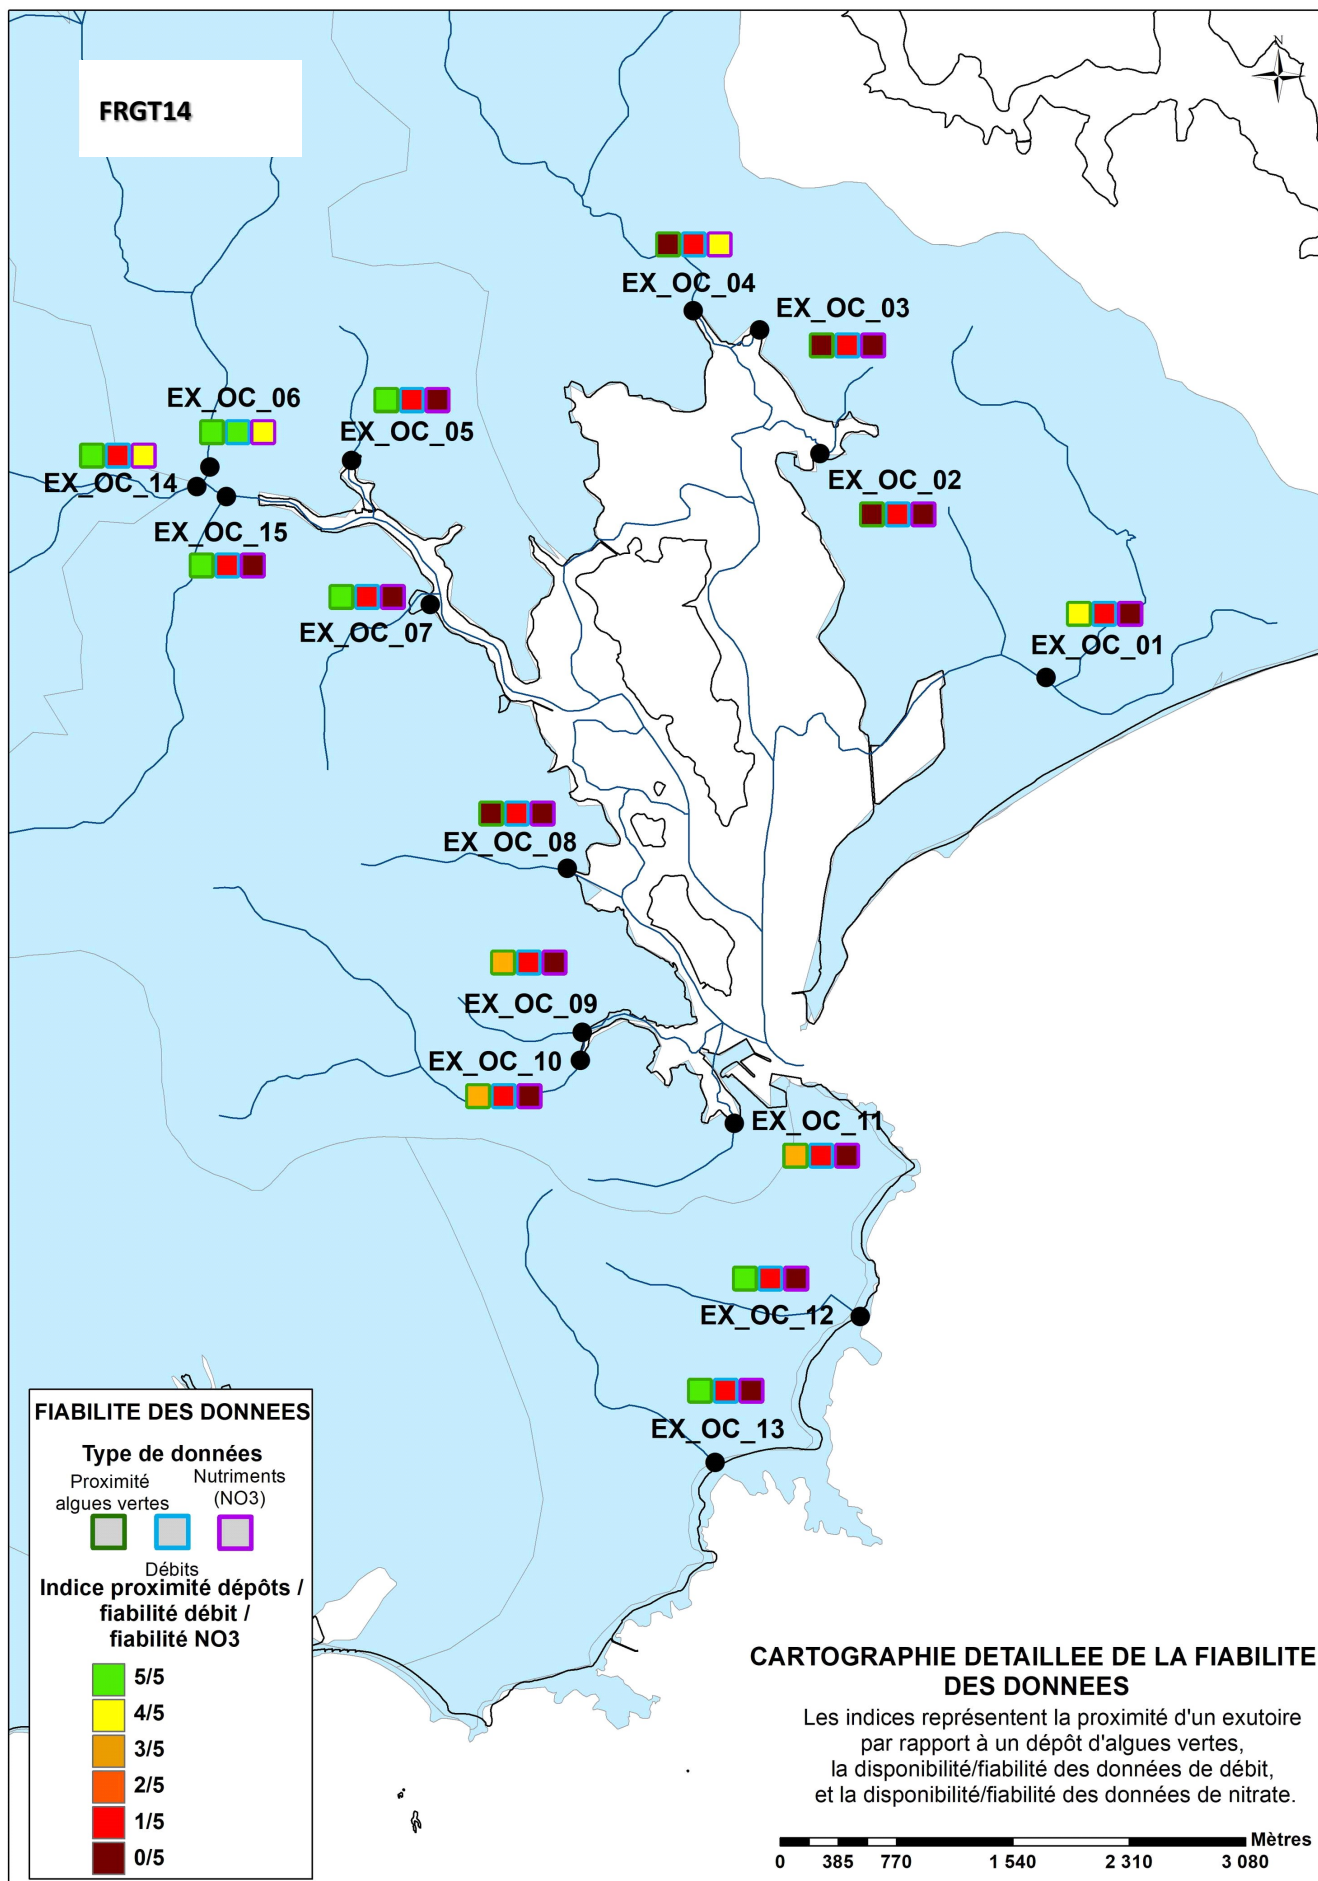 N
FRGT14
EX_OC_04
EX_OC_03
EX_OC_06
EX_OC_05
EX_OC_14
EX_OC_02
EX_OC_15
EX_OC_07
EX_OC_01
EX_OC_08
EX_OC_09
EX_OC_10
EX_OC_11
EX_OC_12
EX_OC_13
FIABILITE DES DONNEES
Type de données
Proximité
algues vertes
Nutriments
(NO3)
Débits
Indice proximité dépôts /
fiabilité débit /
fiabilité NO3
5/5
4/5
3/5
2/5
1/5
0/5
CARTOGRAPHIE DETAILLEE DE LA FIABILITE
DES DONNEES
Les indices représentent la proximité d'un exutoire
par rapport à un dépôt d'algues vertes,
la disponibilité/fiabilité des données de débit,
et la disponibilité/fiabilité des données de nitrate.
Mètres
0 385 770 1 540 2 310 3 080